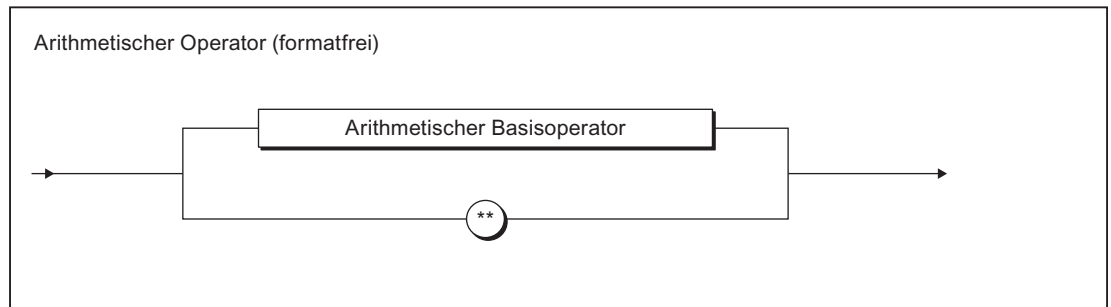 Arithmetischer Operator (formatfrei)
Arithmetischer Basisoperator
**